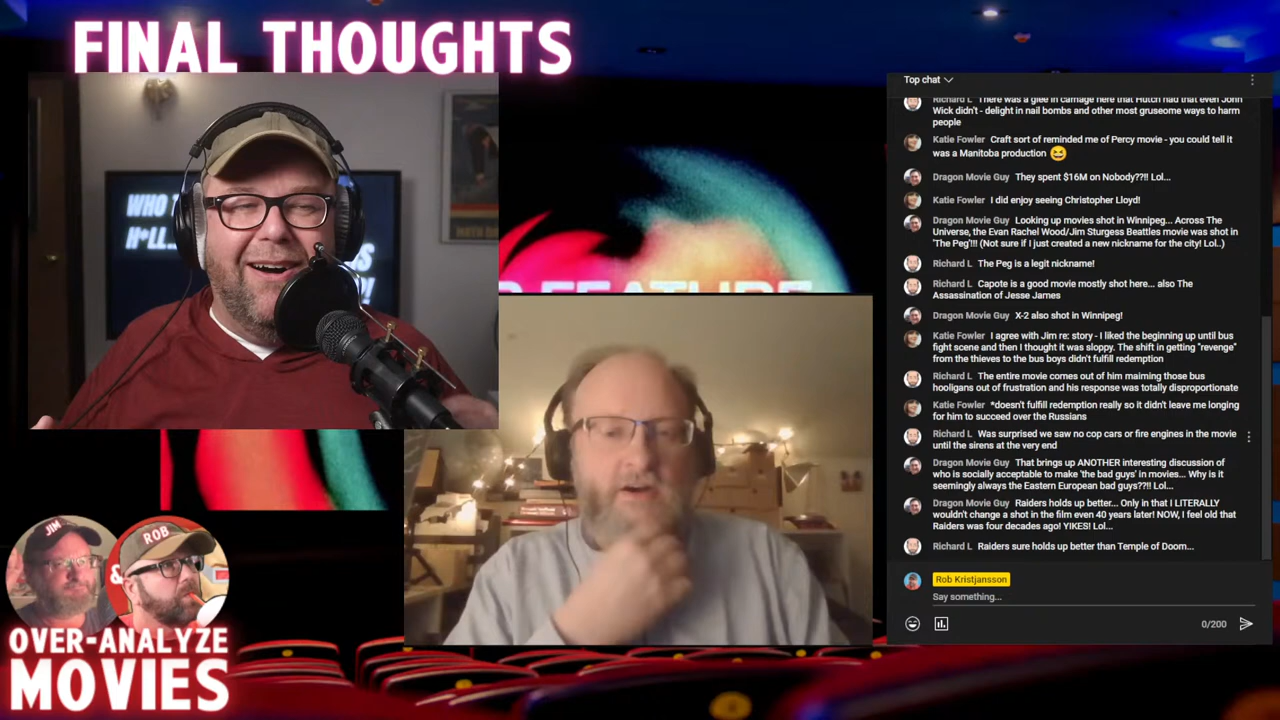 FINAL THOUGHTS
WHO
H*LL
IS
P!
FEATURE
JIM
ROB
&
OVER-ANALYZE
MOVIES
Top chat
Richard L There was a glee in carnage here that Hutch had that even John
Wick didn't - delight in nail bombs and other most gruseome ways to harm
people
Katie Fowler Craft sort of reminded me of Percy movie - you could tell it
was a Manitoba production 😆
Dragon Movie Guy They spent $16M on Nobody??!! Lol...
Katie Fowler I did enjoy seeing Christopher Lloyd!
Dragon Movie Guy Looking up movies shot in Winnipeg... Across The
Universe, the Evan Rachel Wood/Jim Sturgess Beattles movie was shot in
'The Peg'!!! (Not sure if I just created a new nickname for the city! Lol..)
Richard L The Peg is a legit nickname!
Richard L Capote is a good movie mostly shot here... also The
Assassination of Jesse James
Dragon Movie Guy X-2 also shot in Winnipeg!
Katie Fowler I agree with Jim re: story - I liked the beginning up until bus
fight scene and then I thought it was sloppy. The shift in getting "revenge"
from the thieves to the bus boys didn't fulfill redemption
Richard L The entire movie comes out of him maiming those bus
hooligans out of frustration and his response was totally disproportionate
Katie Fowler *doesn't fulfill redemption really so it didn't leave me longing
for him to succeed over the Russians
Richard L Was surprised we saw no cop cars or fire engines in the movie
until the sirens at the very end
Dragon Movie Guy That brings up ANOTHER interesting discussion of
who is socially acceptable to make 'the bad guys' in movies... Why is It
seemingly always the Eastern European bad guys??!! Lol...
Dragon Movie Guy Raiders holds up better... Only in that I LITERALLY
wouldn't change a shot in the film even 40 years later! NOW, I feel old that
Raiders was four decades ago! YIKES! Lol...
Richard L Raiders sure holds up better than Temple of Doom...
Rob Kristjansson
Say something...
0/200